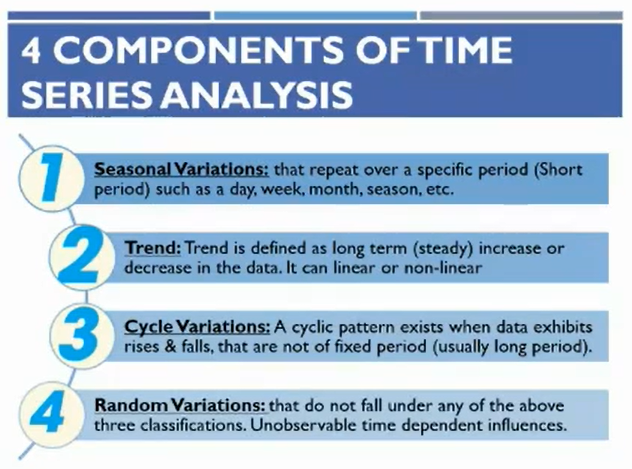 4 COMPONENTS OF TIME
SERIES ANALYSIS
1
Seasonal Variations: that repeat over a specific period (Short
period) such as a day, week, month, season, etc.
2
Trend: Trend is defined as long term (steady) increase or
decrease in the data. It can linear or non-linear
3
Cycle Variations: A cyclic pattern exists when data exhibits
rises & falls, that are not of fixed period (usually long period).
4
Random Variations: that do not fall under any of the above
three classifications. Unobservable time dependent influences.